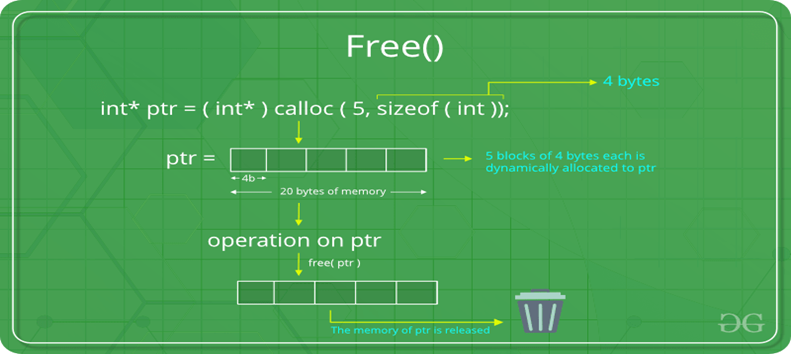 Free()
4 bytes
int* ptr = ( int* ) calloc ( 5, sizeof ( int ));
ptr =
5 blocks of 4 bytes each is
dynamically allocated to ptr
4b
20 bytes of memory
operation on ptr
free( ptr )
The memory of ptr is released